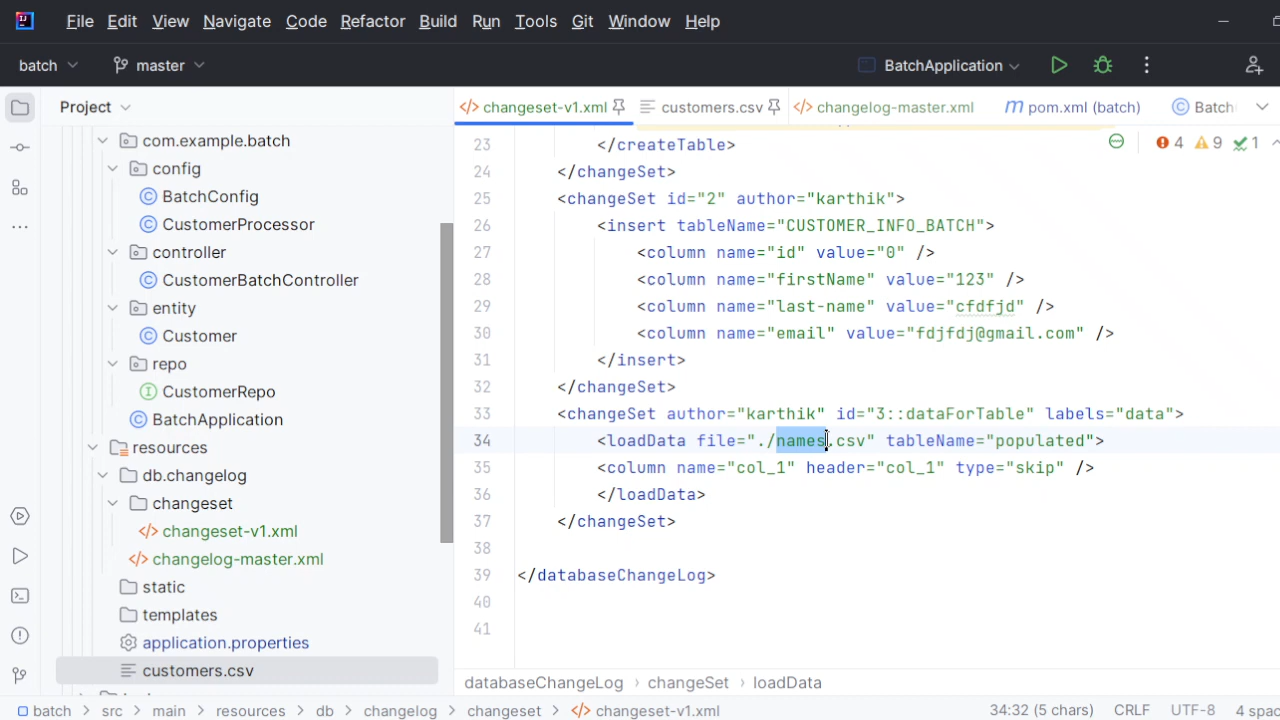 File Edit View Navigate Code Refactor Build Run Tools Git Window Help
batch master BatchApplication
Project
changeset-v1.xml customers.csv changelog-master.xml pom.xml (batch) Batch
com.example.batch
config
BatchConfig
CustomerProcessor
controller
CustomerBatchController
entity
Customer
repo
CustomerRepo
BatchApplication
resources
db.changelog
changeset
changeset-v1.xml
changelog-master.xml
static
templates
application.properties
customers.csv
4 9 1
23 </createTable>
24 </changeSet>
25 <changeSet id="2" author="karthik">
26 <insert tableName="CUSTOMER_INFO_BATCH">
27 <column name="id" value="0" />
28 <column name="firstName" value="123" />
29 <column name="last-name" value="cfdfjd" />
30 <column name="email" value="fdjfdj@gmail.com" />
31 </insert>
32 </changeSet>
33 <changeSet author="karthik" id="3::dataForTable" labels="data">
34 <loadData file="./names.csv" tableName="populated">
35 <column name="col_1" header="col_1" type="skip" />
36 </loadData>
37 </changeSet>
38
39 </databaseChangeLog>
40
41
databaseChangeLog › changeSet › loadData
batch > src > main > resources > db > changelog > changeset > changeset-v1.xml 34:32 (5 chars) CRLF UTF-8 4 spac